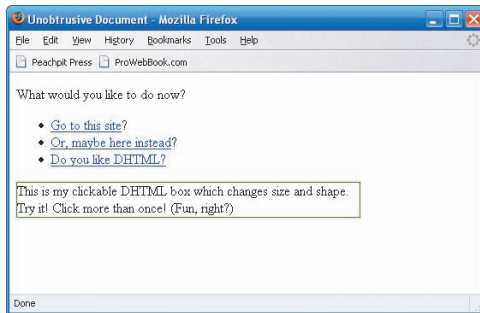 Unobtrusive Document - Mozilla Firefox
File Edit View History Bookmarks Tools Help
Peachpit Press ProWebBook.com
What would you like to do now?
• Go to this site?
• Or, maybe here instead?
• Do you like DHTML?
This is my clickable DHTML box which changes size and shape.
Try it! Click more than once! (Fun, right?)
Done